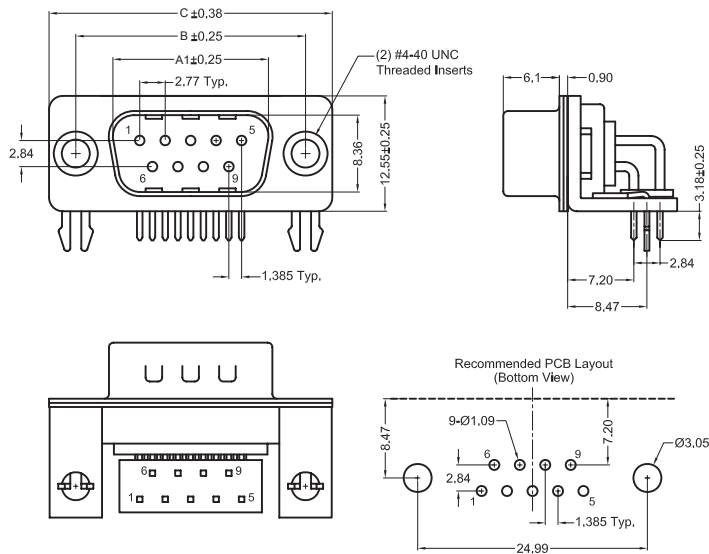 C ±0.38
B ±0.25
A1±0.25
2.77 Typ.
(2) #4-40 UNC
Threaded Inserts
1
5
6
9
2.84
8.36
12.55±0.25
1.385 Typ.
6.1
0.90
3.18±0.25
2.84
7.20
8.47
6
9
1
5
Recommended PCB Layout
(Bottom View)
8.47
9-Ø1.09
7.20
Ø3.05
6
9
2.84
1
5
1.385 Typ.
24.99